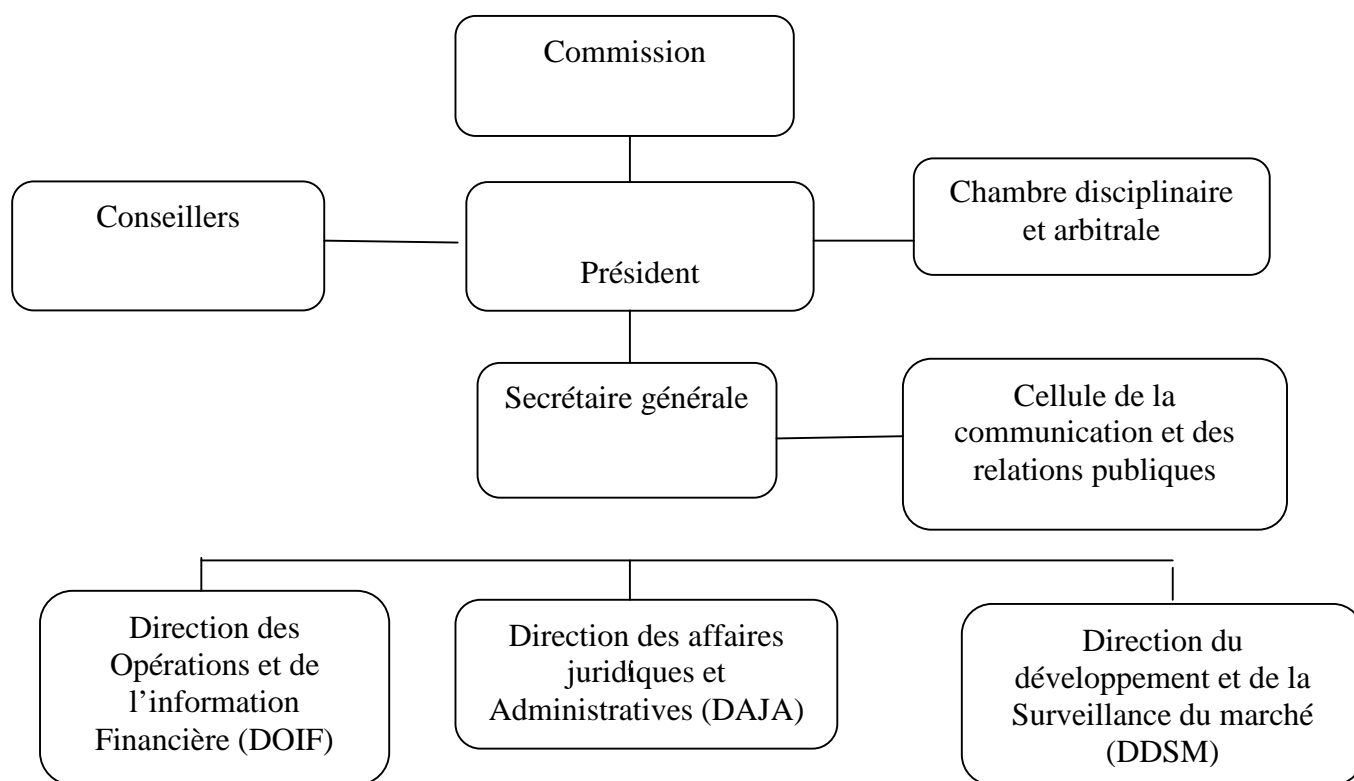 Commission
Conseillers
Président
Chambre disciplinaire
et arbitrale
Secrétaire générale
Cellule de la
communication et des
relations publiques
Direction des
Opérations et de
l’information
Financière (DOIF)
Direction des affaires
juridiques et
Administratives (DAJA)
Direction du
développement et de la
Surveillance du marché
(DDSM)